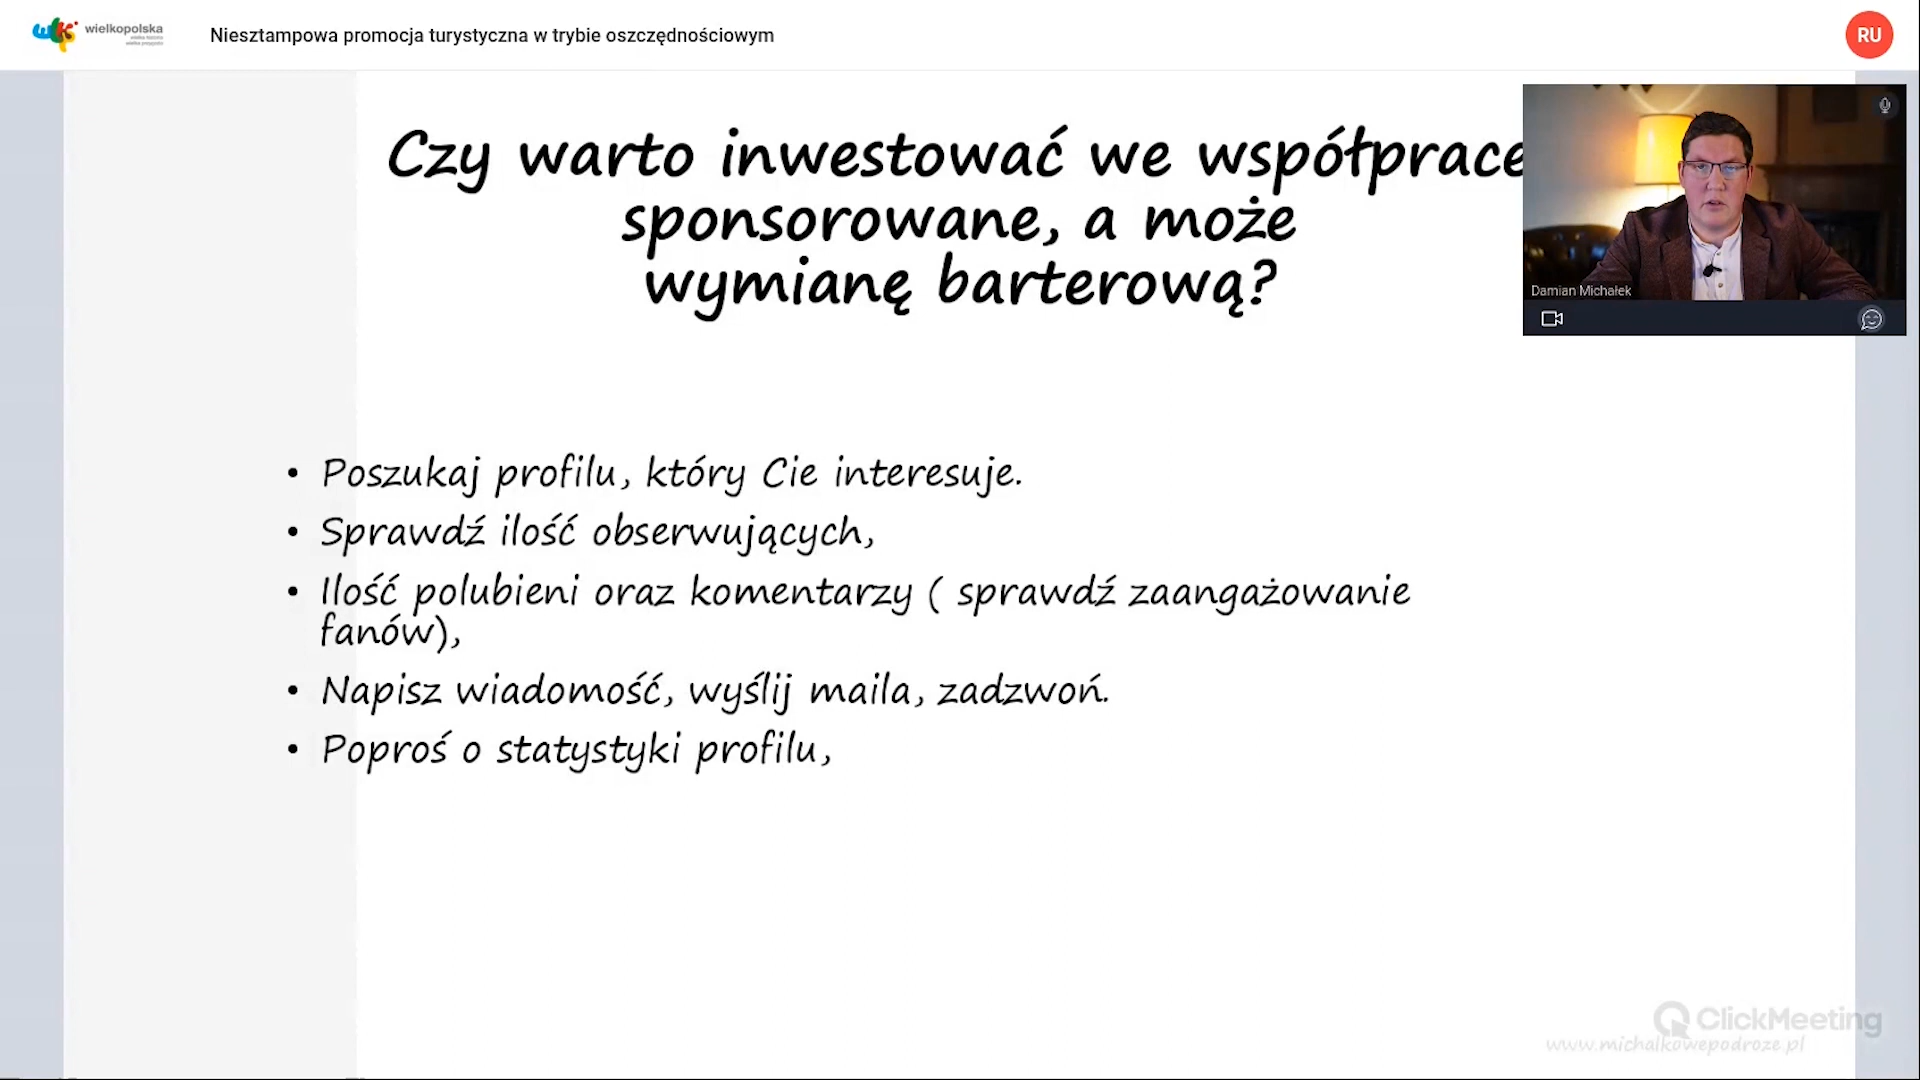 wielkopolska
Niesztampowa promocja turystyczna w trybie oszczędnościowym
RU
Czy warto inwestować we współprace
sponsorowane, a może
wymianę barterową?
Damian Michałek
• Poszukaj profilu, który Cie interesuje.
• Sprawdź ilość obserwujących,
• Ilość polubieni oraz komentarzy ( sprawdź zaangażowanie
fanów),
• Napisz wiadomość, wyślij maila, zadzwoń.
• Poproś o statystyki profilu,
ClickMeeting
www.michalkowepodroze.pl